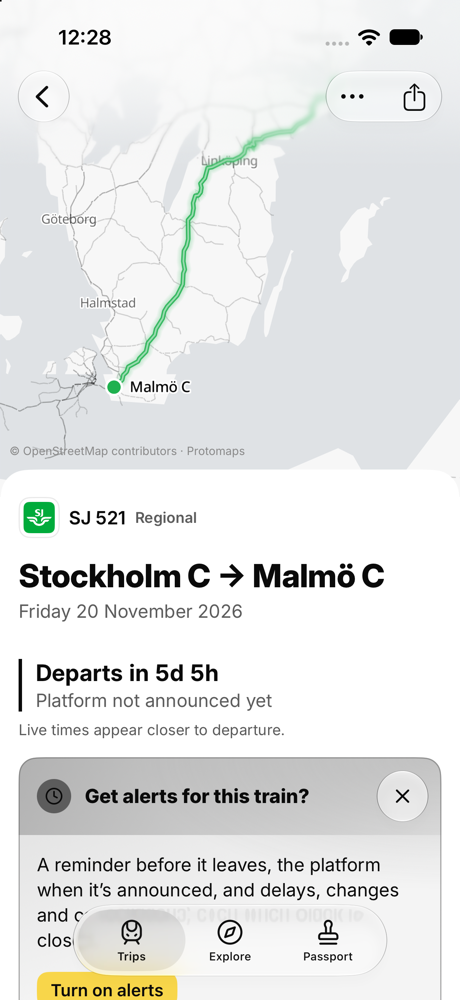 12:28
Linköping
Göteborg
Halmstad
Malmö C
© OpenStreetMap contributors · Protomaps
SJ
SJ 521 Regional
Stockholm C → Malmö C
Friday 20 November 2026
Departs in 5d 5h
Platform not announced yet
Live times appear closer to departure.
Get alerts for this train?
A reminder before it leaves, the platform
when it’s announced, and delays, changes
and
Trips
Explore
Passport
Turn on alerts